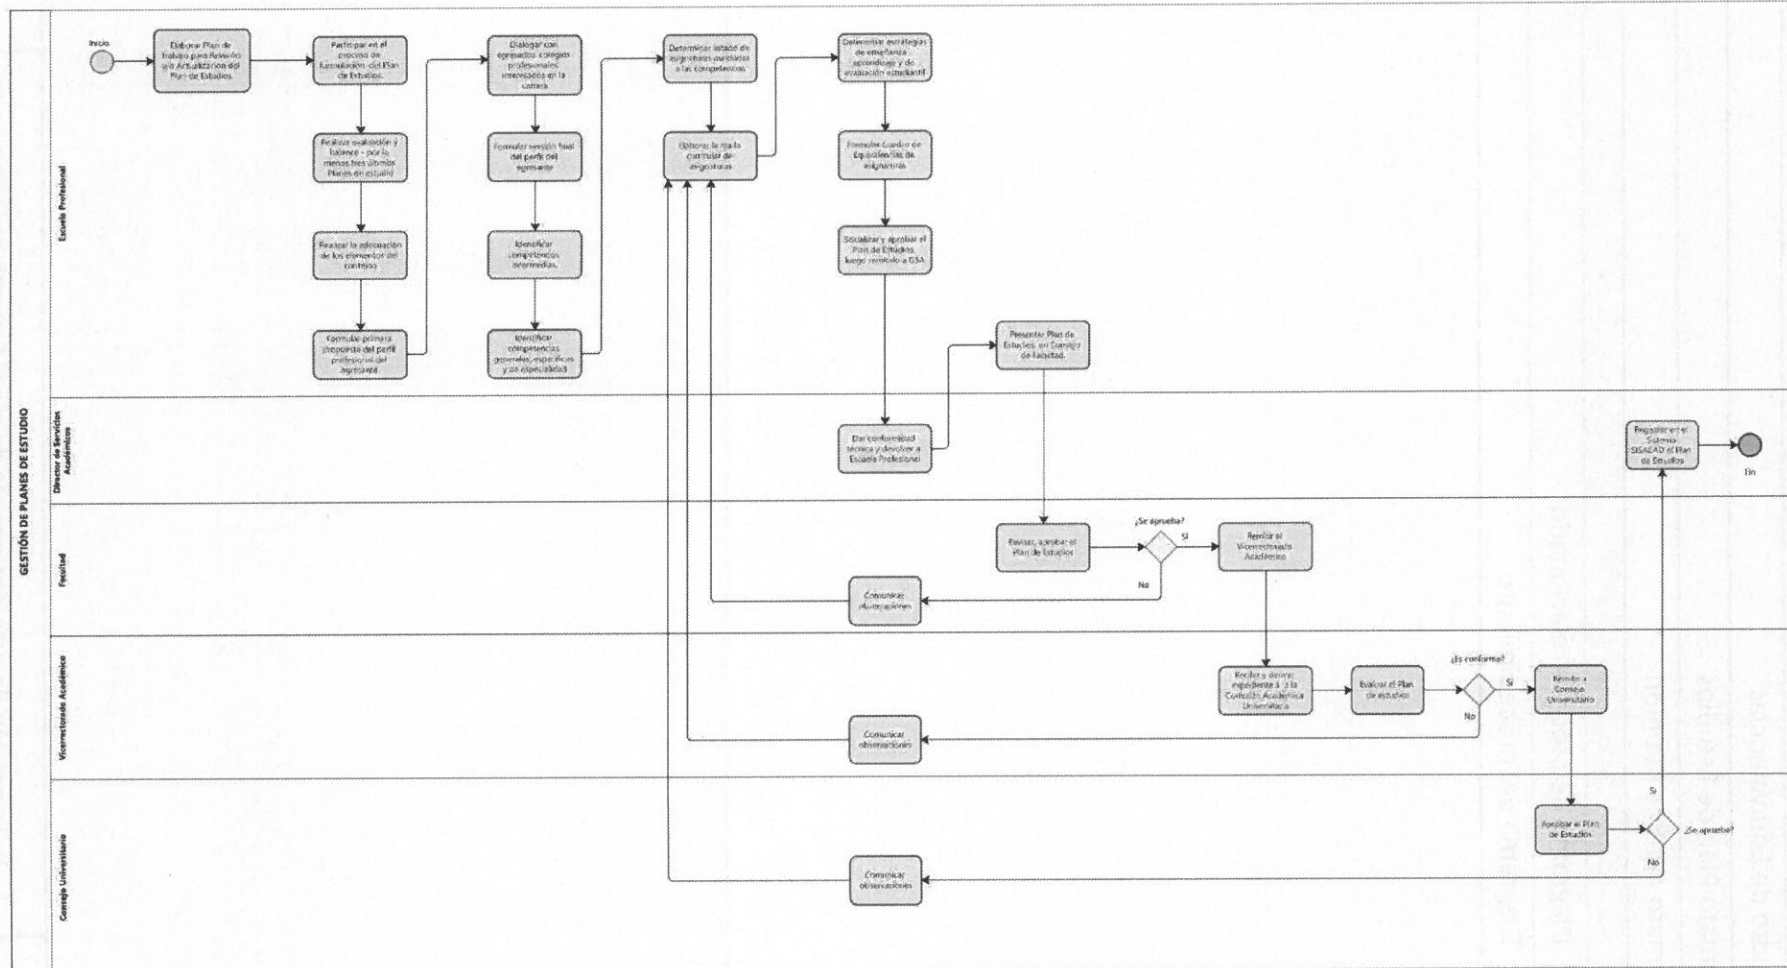 GESTIÓN DE PLANES DE ESTUDIO
Escuela Profesional
Inicio
Elaborar Plan de
trabajo para Revisión
y/o Actualización del
Plan de Estudios.
Participar en el
proceso de
formulación del Plan
de Estudios.
Realizar evaluación y
balance - por lo
menos tres últimos
Planes de estudio
Realizar la adecuación
de los elementos del
contexto
Formular primera
propuesta del perfil
profesional del
egresante.
Dialogar con
egresados, colegios
profesionales
interesados en la
carrera
Formular versión final
del perfil del
egresante
Identificar
competencias
intermedias.
Identificar
competencias
generales, específicas
y de especialidad
Determinar listado de
asignaturas asociadas
a las competencias
Elaborar la malla
curricular de
asignaturas
Determinar estrategias
de enseñanza
aprendizaje y de
evaluación estudiantil
Formular Cuadro de
Equivalencias de
asignaturas
Socializar y aprobar el
Plan de Estudios,
luego remitalo a DSA
Presentar Plan de
Estudios, en Consejo
de Facultad.
Director de Servicios
Académicos
Dar conformidad
técnica y devolver a
Escuela Profesional
Registrar en el
Sistema
SISACAD el Plan
de Estudios
Fin
Facultad
Revisar, aprobar el
Plan de Estudios
¿Se aprueba?
Si
No
Remitir al
Vicerrectorado
Académico
Comunicar
observaciones
Vicerrectorado Académico
Recibir y derivar
expediente a la
Comisión Académica
Universitaria
Evaluar el Plan
de estudios
¿Es conforme?
Si
No
Remite a
Consejo
Universitario
Comunicar
observaciones
Consejo Universitario
Aprobar el Plan
de Estudios
Si
¿Se aprueba?
No
Comunicar
observaciones